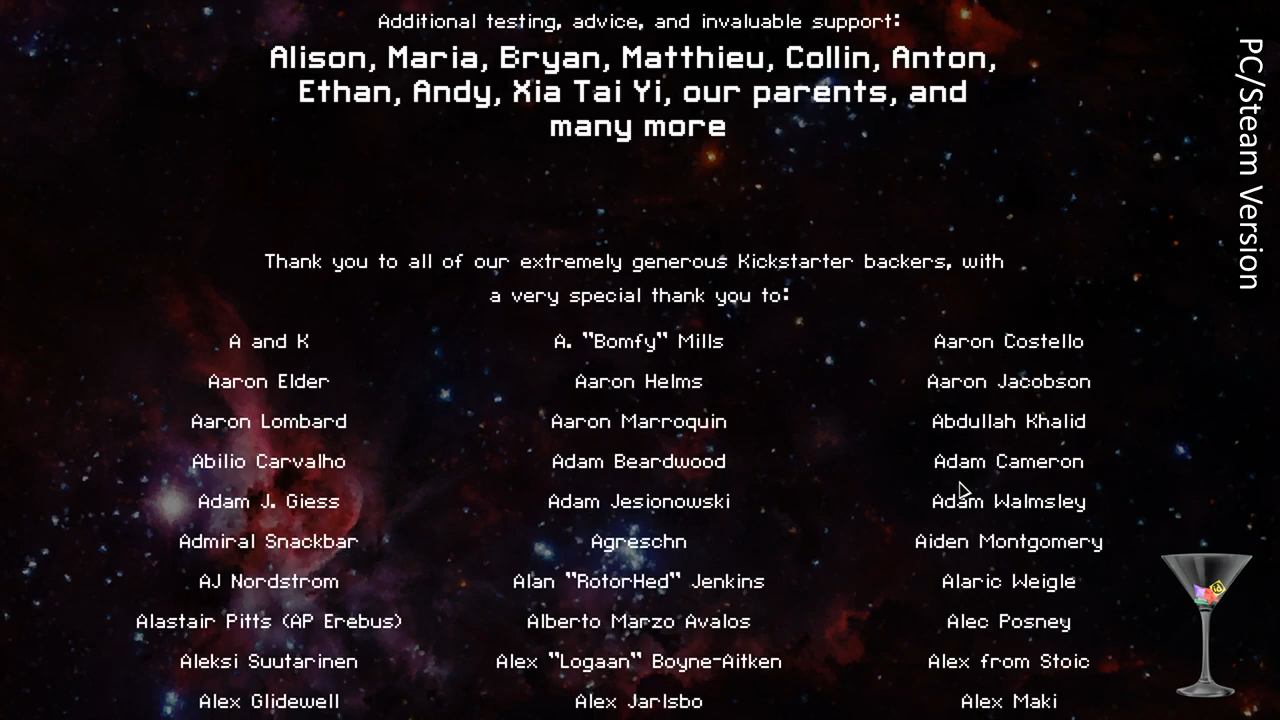 Additional testing, advice, and invaluable support:
Alison, Maria, Bryan, Matthieu, Collin, Anton,
Ethan, Andy, Xia Tai Yi, our parents, and
many more
Thank you to all of our extremely generous Kickstarter backers, with
a very special thank you to:
A and K A. "Bomfy" Mills Aaron Costello
Aaron Elder Aaron Helms Aaron Jacobson
Aaron Lombard Aaron Marroquin Abdullah Khalid
Abilio Carvalho Adam Beardwood Adam Cameron
Adam J. Giess Adam Jesionowski Adam Walmsley
Admiral Snackbar Agreschn Aiden Montgomery
AJ Nordstrom Alan "RotorHed" Jenkins Alaric Weigle
Alastair Pitts (AP Erebus) Alberto Marzo Avalos Alec Posney
Aleksi Suutarinen Alex "Logaan" Boyne-Aitken Alex from Stoic
Alex Glidewell Alex Jarlsbo Alex Maki
PC/Steam Version